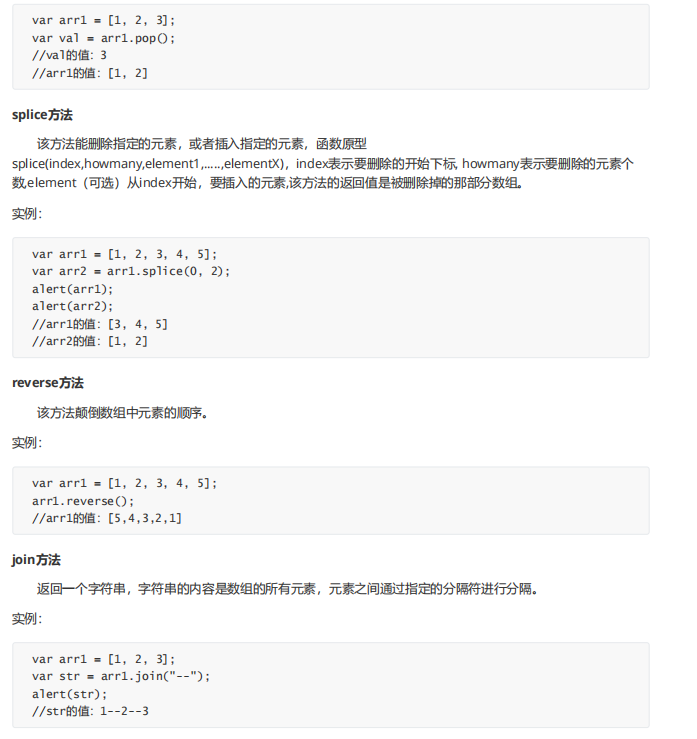 var arr1 = [1, 2, 3];
var val = arr1.pop();
//val的值：3
//arr1的值：[1, 2]
splice方法
该方法能删除指定的元素，或者插入指定的元素，函数原型
splice(index,howmany,element1,.....,elementX)，index表示要删除的开始下标, howmany表示要删除的元素个
数,element（可选）从index开始，要插入的元素,该方法的返回值是被删除掉的那部分数组。
实例：
var arr1 = [1, 2, 3, 4, 5];
var arr2 = arr1.splice(0, 2);
alert(arr1);
alert(arr2);
//arr1的值：[3, 4, 5]
//arr2的值：[1, 2]
reverse方法
该方法颠倒数组中元素的顺序。
实例：
var arr1 = [1, 2, 3, 4, 5];
arr1.reverse();
//arr1的值：[5,4,3,2,1]
join方法
返回一个字符串，字符串的内容是数组的所有元素，元素之间通过指定的分隔符进行分隔。
实例：
var arr1 = [1, 2, 3];
var str = arr1.join("--");
alert(str);
//str的值：1--2--3